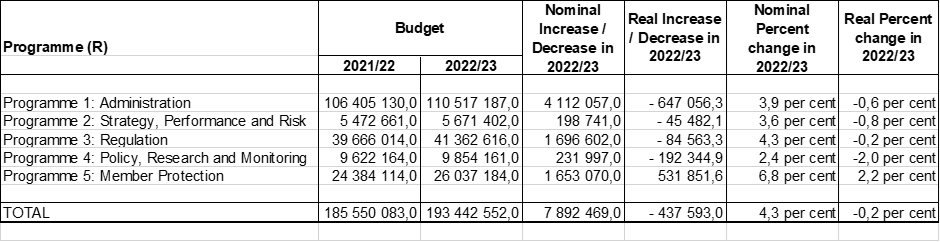 Programme (R) Budget Nominal Increase / Decrease in 2022/23 Real Increase / Decrease in 2022/23 Nominal Percent change in 2022/23 Real Percent change in 2022/23
2021/22 2022/23
Programme 1: Administration 106 405 130,0 110 517 187,0 4 112 057,0 - 647 056,3 3,9 per cent -0,6 per cent
Programme 2: Strategy, Performance and Risk 5 472 661,0 5 671 402,0 198 741,0 - 45 482,1 3,6 per cent -0,8 per cent
Programme 3: Regulation 39 666 014,0 41 362 616,0 1 696 602,0 - 84 563,3 4,3 per cent -0,2 per cent
Programme 4: Policy, Research and Monitoring 9 622 164,0 9 854 161,0 231 997,0 - 192 344,9 2,4 per cent -2,0 per cent
Programme 5: Member Protection 24 384 114,0 26 037 184,0 1 653 070,0 531 851,6 6,8 per cent 2,2 per cent
TOTAL 185 550 083,0 193 442 552,0 7 892 469,0 - 437 593,0 4,3 per cent -0,2 per cent